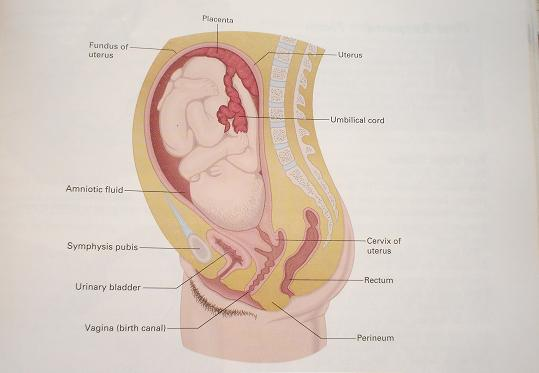 Placenta
Fundus of
uterus
Uterus
Umbilical cord
Amniotic fluid
Symphysis pubis
Cervix of
uterus
Urinary bladder
Rectum
Vagina (birth canal)
Perineum